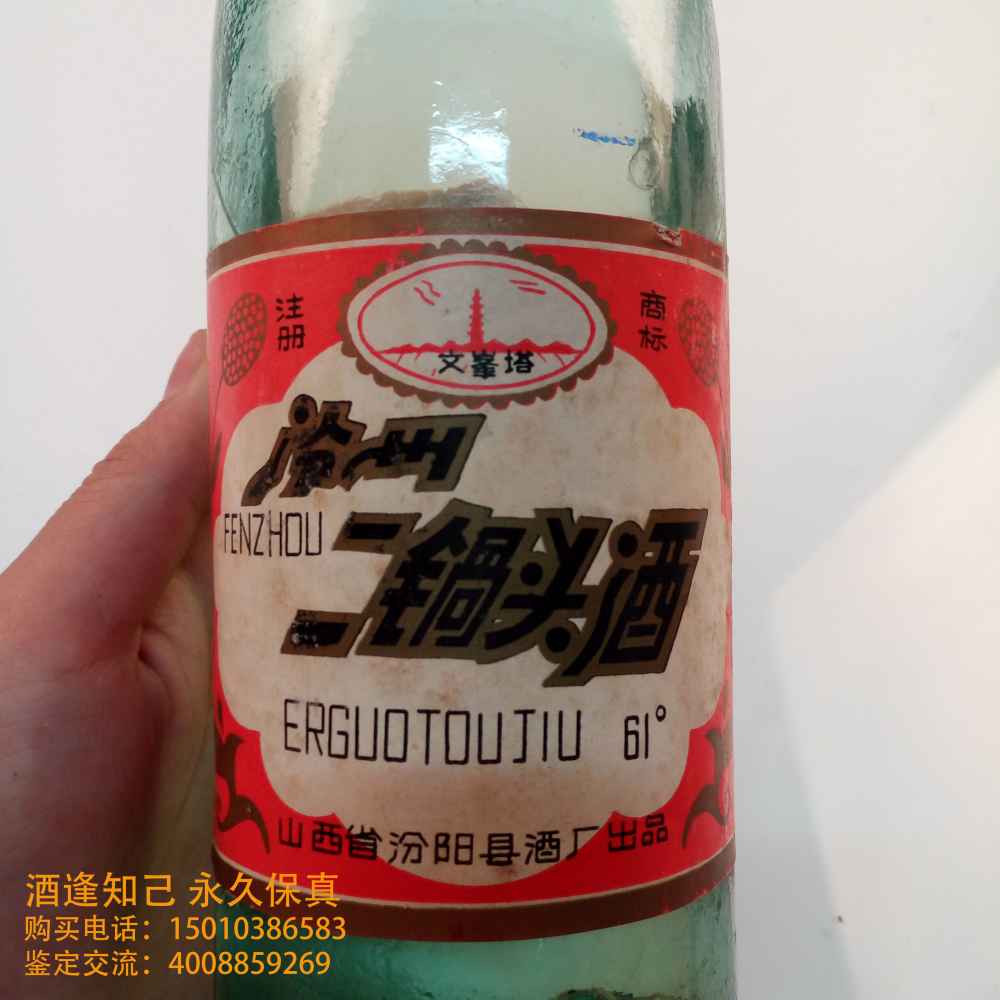 注册
商标
文峯塔
汾州
FENZHOU
二锅头酒
ERGUOTOUJIU 61°
山西省汾阳县酒厂出品
酒逢知己 永久保真
购买电话：15010386583
鉴定交流：4008859269